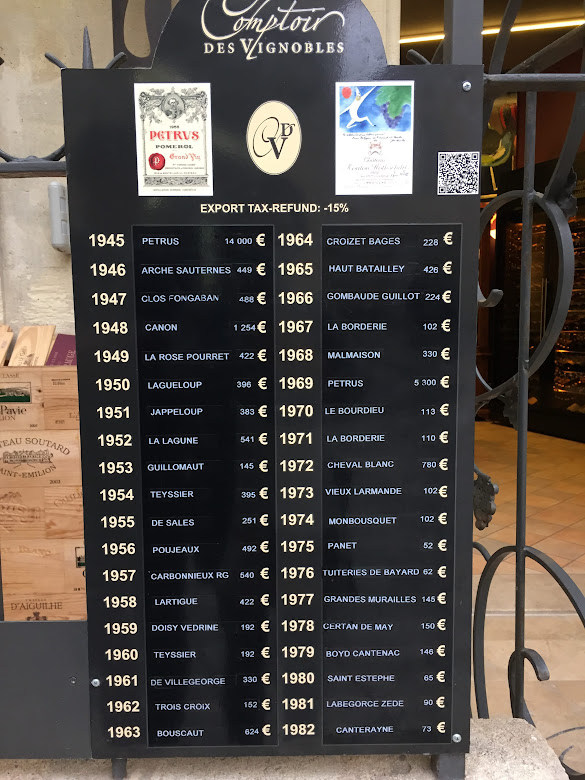 Comptoir
DES VIGNOBLES
PETRUS
POMEROL
Grand Vin
DPV
EXPORT TAX-REFUND: -15%
1945 PETRUS 14 000 €
1946 ARCHE SAUTERNES 449 €
1947 CLOS FONGABAN 488 €
1948 CANON 1 254 €
1949 LA ROSE POURRET 422 €
1950 LAGUELOUP 396 €
1951 JAPPELOUP 383 €
1952 LA LAGUNE 541 €
1953 GUILLOMAUT 145 €
1954 TEYSSIER 395 €
1955 DE SALES 251 €
1956 POUJEAUX 492 €
1957 CARBONNIEUX RG 540 €
1958 LARTIGUE 422 €
1959 DOISY VEDRINE 192 €
1960 TEYSSIER 192 €
1961 DE VILLEGEORGE 330 €
1962 TROIS CROIX 152 €
1963 BOUSCAUT 624 €
1964 CROIZET BAGES 228 €
1965 HAUT BATAILLEY 426 €
1966 GOMBAUDE GUILLOT 224 €
1967 LA BORDERIE 102 €
1968 MALMAISON 330 €
1969 PETRUS 5 300 €
1970 LE BOURDIEU 113 €
1971 LA BORDERIE 110 €
1972 CHEVAL BLANC 780 €
1973 VIEUX LARMANDE 102 €
1974 MONBOUSQUET 102 €
1975 PANET 52 €
1976 TUITERIES DE BAYARD 62 €
1977 GRANDES MURAILLES 145 €
1978 CERTAN DE MAY 150 €
1979 BOYD CANTENAC 146 €
1980 SAINT ESTEPHE 65 €
1981 LABEGORCE ZEDE 90 €
1982 CANTERAYNE 73 €
Pavie
TEAU SOUTARD
AINT-EMILION
D'AIGUILHE